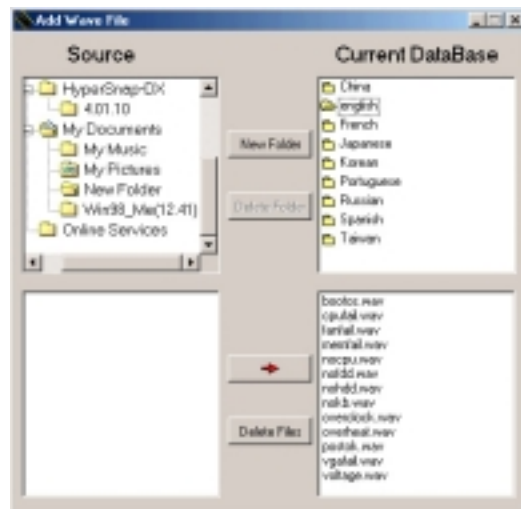 Add Wave File
Source
Current DataBase
HyperSnap-DX
4.01.10
My Documents
My Music
My Pictures
New Folder
Win98_Me(12.41)
Online Services
New Folder
Delete Folder
China
english
French
Japanese
Korean
Portuguese
Russian
Spanish
Taiwan
Delete Files
bootos.wav
cpufail.wav
fanfail.wav
memfail.wav
nocpu.wav
nofdd.wav
nohdd.wav
nokb.wav
overclock.wav
overheat.wav
postok.wav
vgafail.wav
voltage.wav